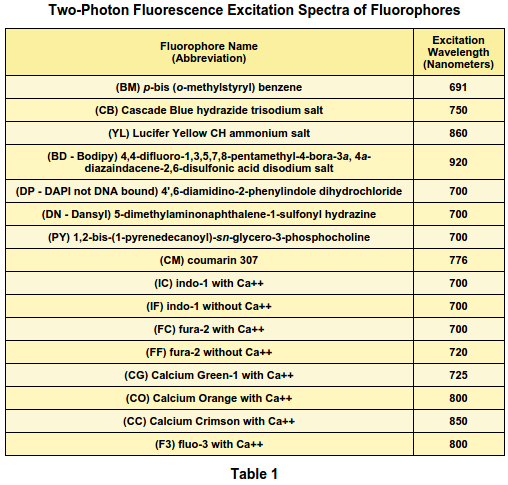 Two-Photon Fluorescence Excitation Spectra of Fluorophores
Fluorophore Name
(Abbreviation)
Excitation
Wavelength
(Nanometers)
(BM) p-bis (o-methylstyryl) benzene 691
(CB) Cascade Blue hydrazide trisodium salt 750
(YL) Lucifer Yellow CH ammonium salt 860
(BD - Bodipy) 4,4-difluoro-1,3,5,7,8-pentamethyl-4-bora-3a, 4a-
diazaindacene-2,6-disulfonic acid disodium salt 920
(DP - DAPI not DNA bound) 4',6-diamidino-2-phenylindole dihydrochloride 700
(DN - Dansyl) 5-dimethylaminonaphthalene-1-sulfonyl hydrazine 700
(PY) 1,2-bis-(1-pyrenedecanoyl)-sn-glycero-3-phosphocholine 700
(CM) coumarin 307 776
(IC) indo-1 with Ca++ 700
(IF) indo-1 without Ca++ 700
(FC) fura-2 with Ca++ 700
(FF) fura-2 without Ca++ 720
(CG) Calcium Green-1 with Ca++ 725
(CO) Calcium Orange with Ca++ 800
(CC) Calcium Crimson with Ca++ 850
(F3) fluo-3 with Ca++ 800
Table 1